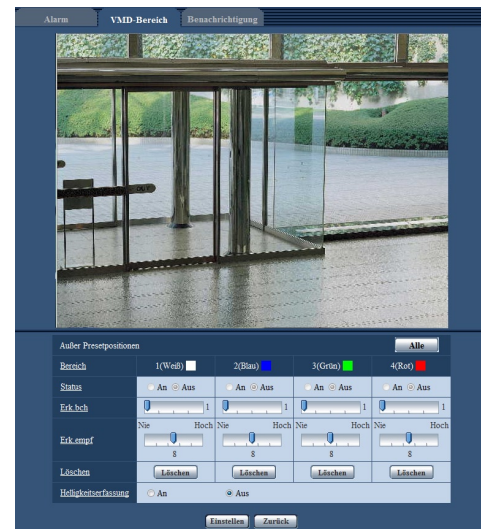 Alarm VMD-Bereich Benachrichtigung
OUT
Außer Presetpositionen Alle
Bereich 1(Weiß) 2(Blau) 3(Grün) 4(Rot)
Status An Aus An Aus An Aus An Aus
Erk.bch 1 1 1 1
Nie Hoch Nie Hoch Nie Hoch Nie Hoch
Erk.empf
8 8 8 8
Löschen Löschen Löschen Löschen Löschen
Helligkeitserfassung An Aus
Einstellen Zurück